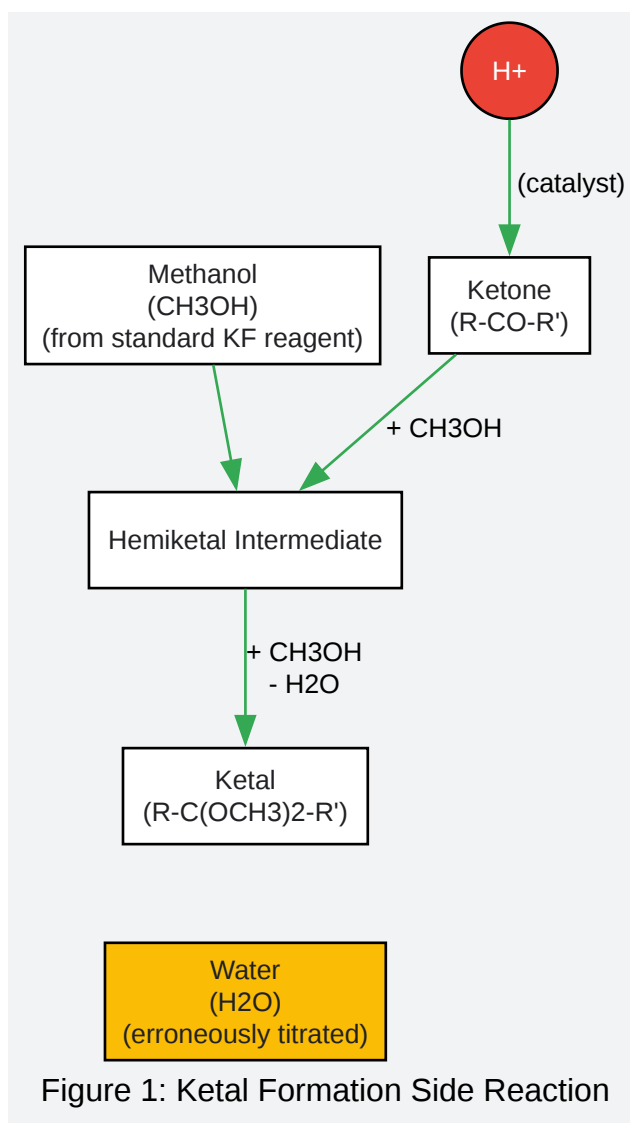 H+
(catalyst)
Methanol
(CH3OH)
(from standard KF reagent)
Ketone
(R-CO-R')
+ CH3OH
Hemiketal Intermediate
+ CH3OH
- H2O
Ketal
(R-C(OCH3)2-R')
Water
(H2O)
(erroneously titrated)
Figure 1: Ketal Formation Side Reaction